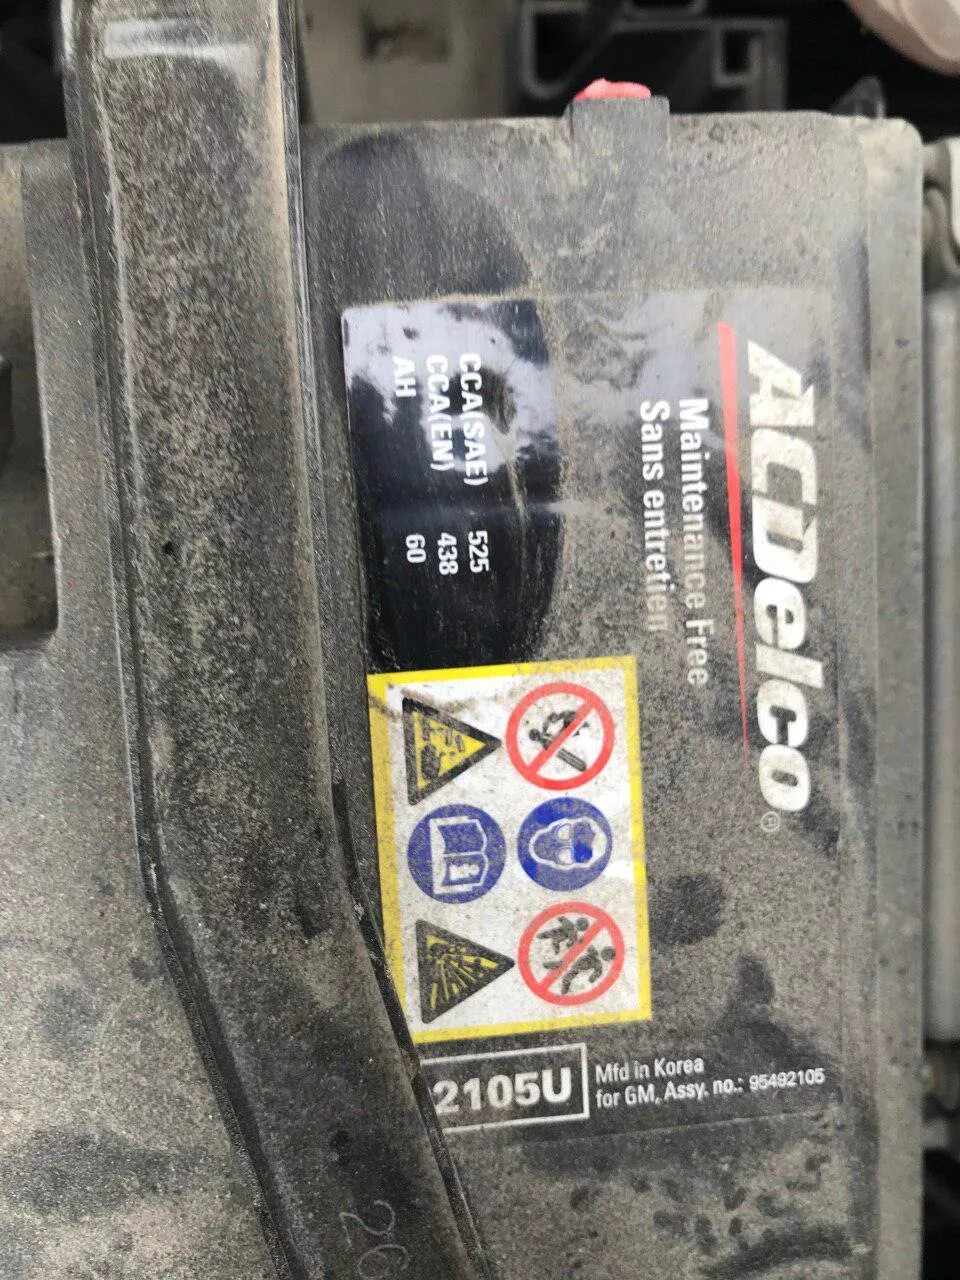 ACDelco®
Maintenance Free
Sans entretien
CCA(SAE) 525
CCA(EN) 438
AH 60
Mfd in Korea
for GM, Assy. no.: 95492105
2105U